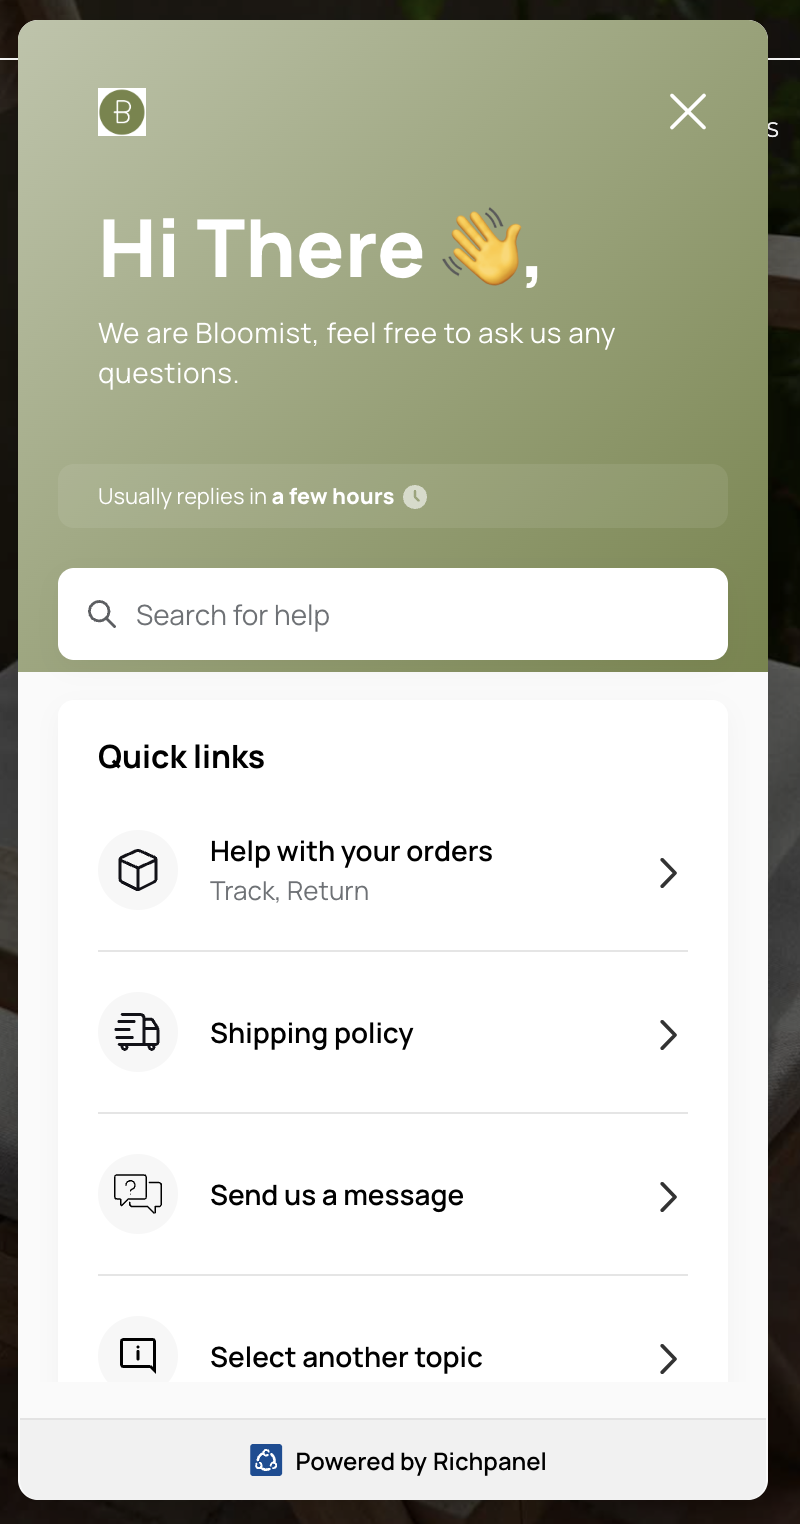 B
s
Hi There 👋,
We are Bloomist, feel free to ask us any
questions.
Usually replies in a few hours
Search for help
Quick links
Help with your orders
Track, Return
Shipping policy
?
Send us a message
i
Select another topic
Powered by Richpanel